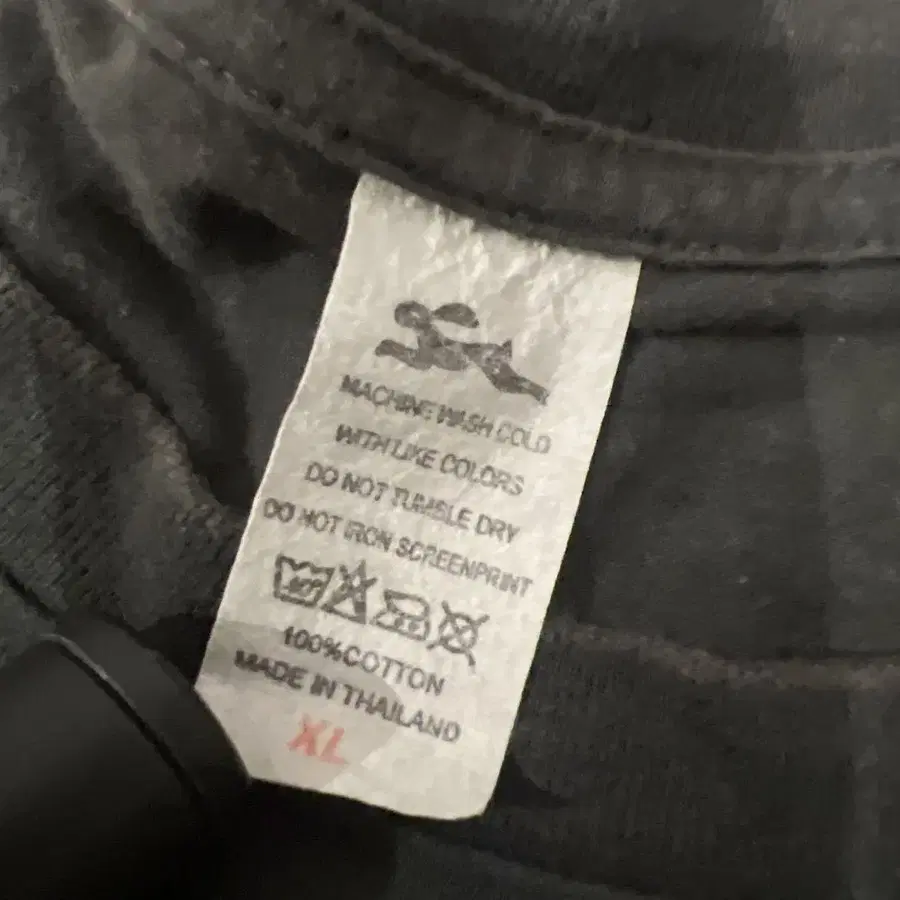 MACHINE WASH COLD
WITH LIKE COLORS
DO NOT TUMBLE DRY
DO NOT IRON SCREENPRINT
100%COTTON
MADE IN THAILAND
XL